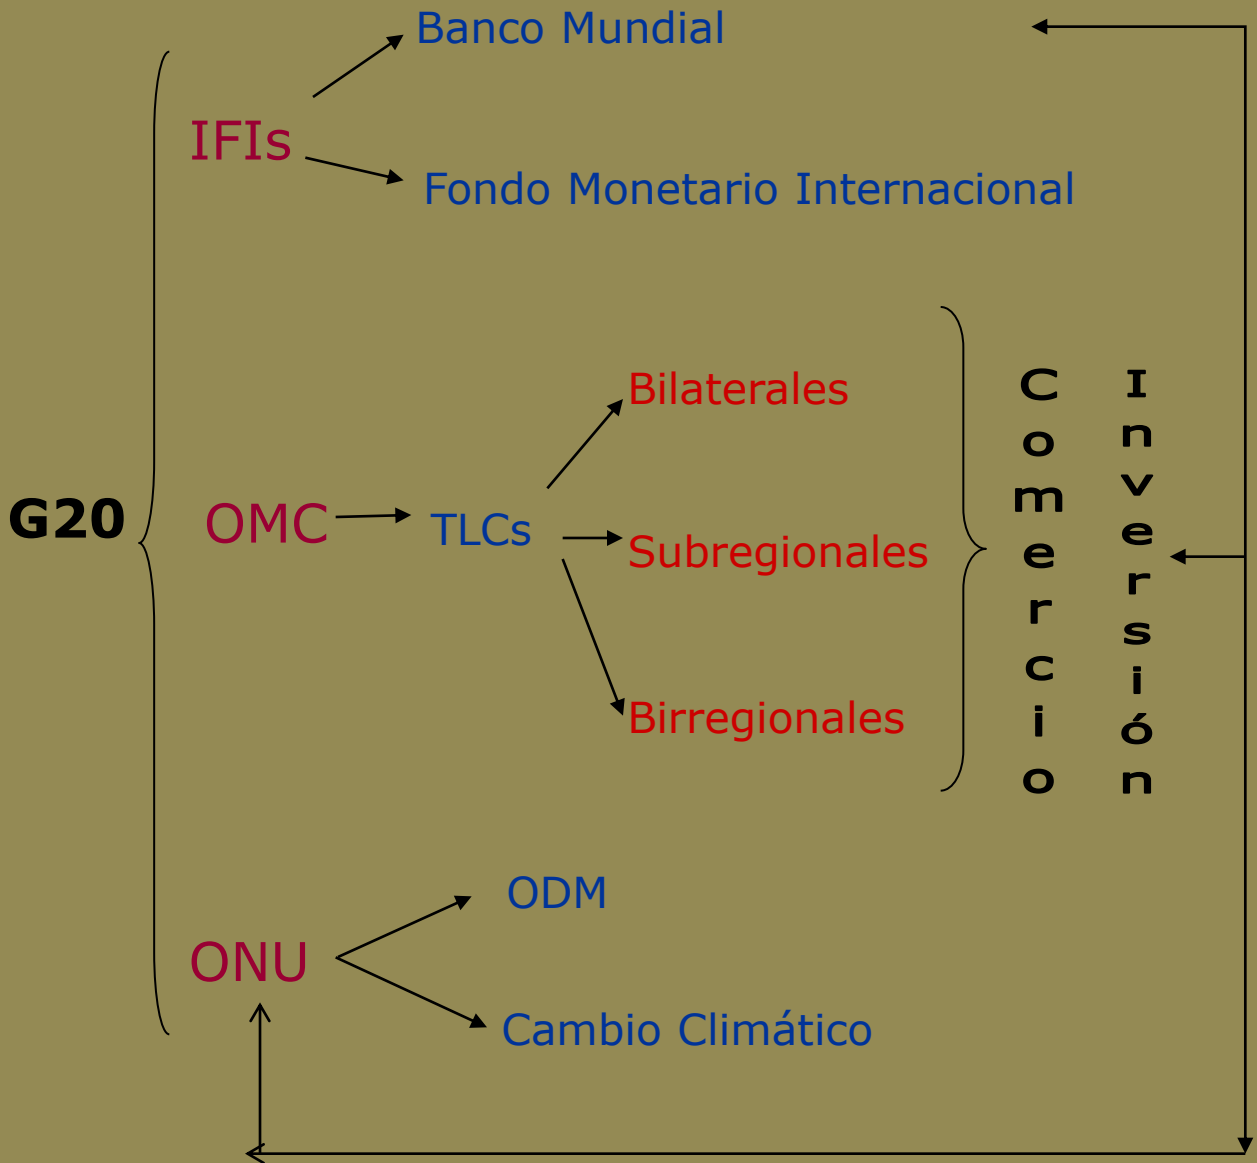 Banco Mundial
IFIs
Fondo Monetario Internacional
G20
OMC
TLCs
Bilaterales
Subregionales
Birregionales
Comercio
Inversión
ONU
ODM
Cambio Climático